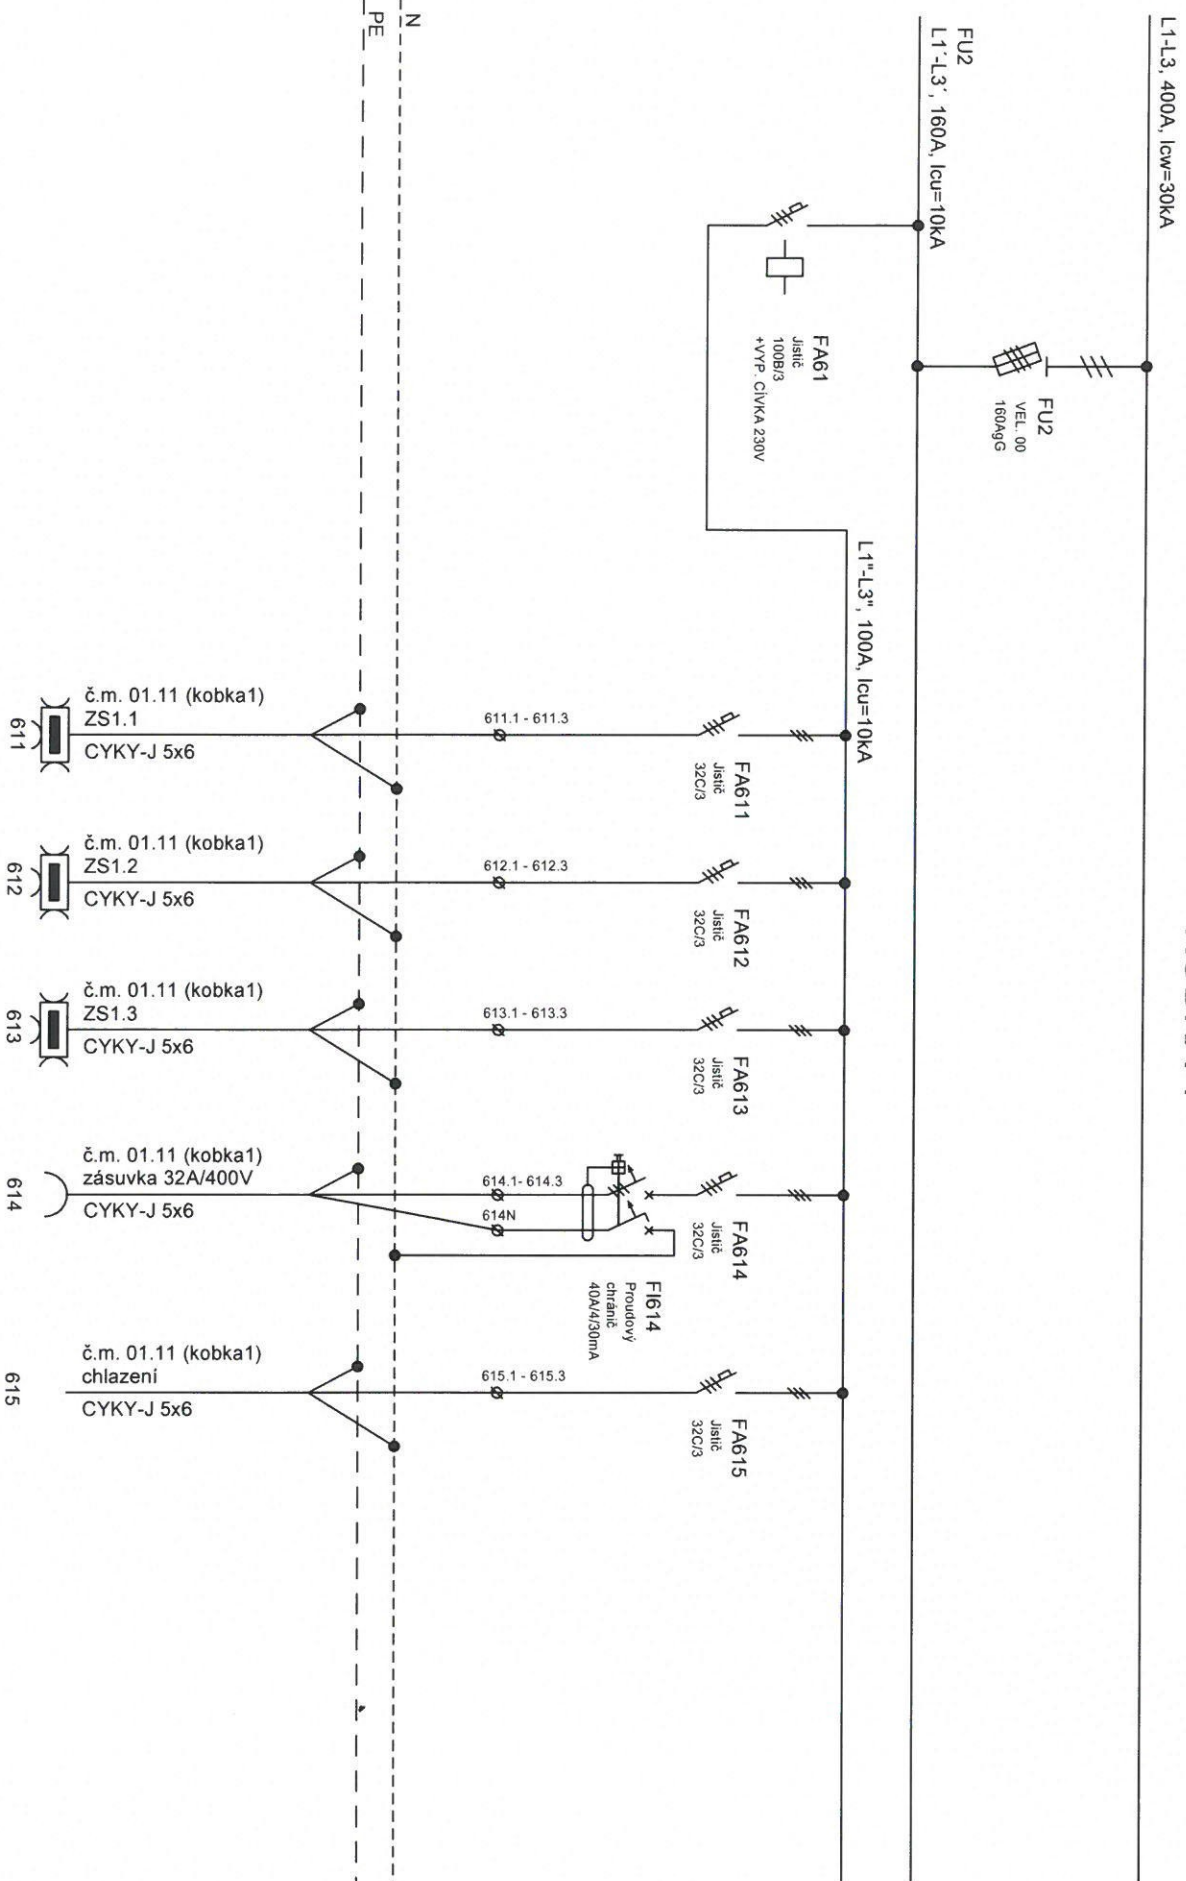 L1-L3, 400A, Icw=30kA
FU2
VEL. 00
160AgG
FU2
L1´-L3´, 160A, Icu=10kA
FA61
Jistič
100B/3
+VYP. CÍVKA 230V
L1"-L3", 100A, Icu=10kA
FA611
Jistič
32C/3
611.1 - 611.3
č.m. 01.11 (kobka1)
ZS1.1
CYKY-J 5x6
611
FA612
Jistič
32C/3
612.1 - 612.3
č.m. 01.11 (kobka1)
ZS1.2
CYKY-J 5x6
612
FA613
Jistič
32C/3
613.1 - 613.3
č.m. 01.11 (kobka1)
ZS1.3
CYKY-J 5x6
613
FA614
Jistič
32C/3
FI614
Proudový
chránič
40A/4/30mA
614.1- 614.3
614N
č.m. 01.11 (kobka1)
zásuvka 32A/400V
CYKY-J 5x6
614
FA615
Jistič
32C/3
615.1 - 615.3
č.m. 01.11 (kobka1)
chlazení
CYKY-J 5x6
615
N
PE